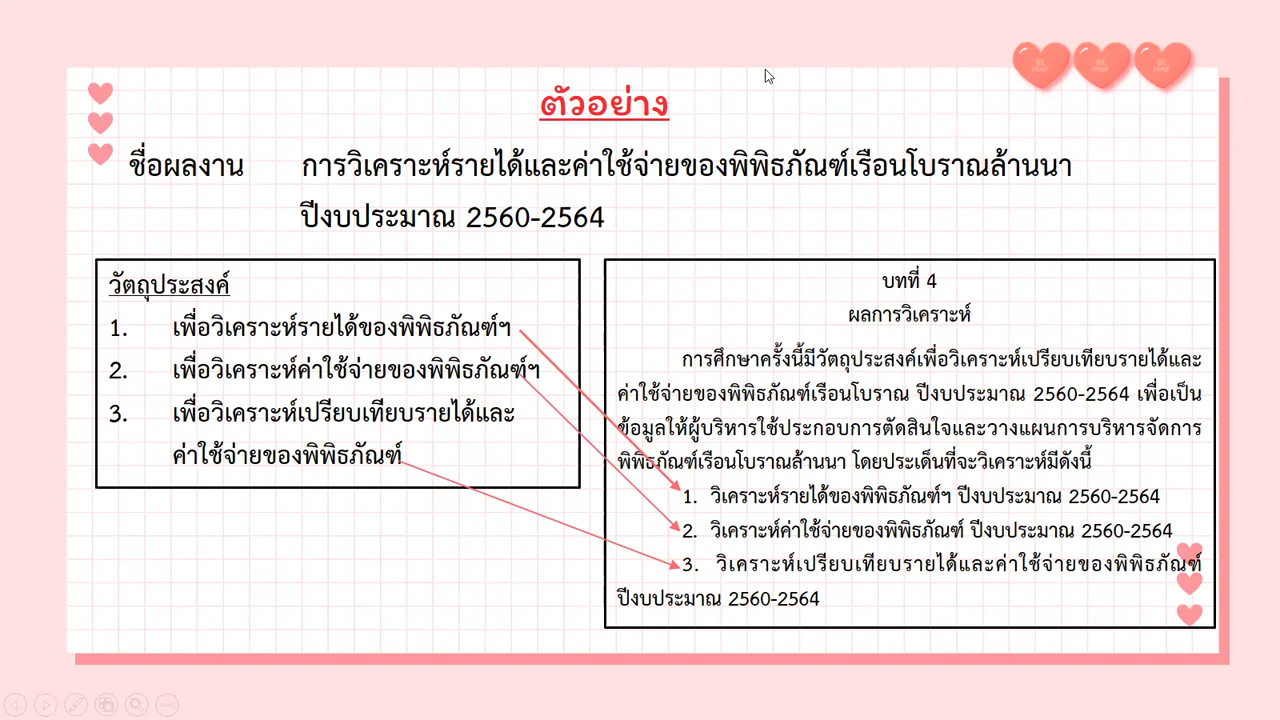 ตัวอย่าง
ชื่อผลงาน การวิเคราะห์รายได้และค่าใช้จ่ายของพิพิธภัณฑ์เรือนโบราณล้านนา
ปีงบประมาณ 2560-2564
วัตถุประสงค์
1. เพื่อวิเคราะห์รายได้ของพิพิธภัณฑ์ฯ
2. เพื่อวิเคราะห์ค่าใช้จ่ายของพิพิธภัณฑ์ฯ
3. เพื่อวิเคราะห์เปรียบเทียบรายได้และ
ค่าใช้จ่ายของพิพิธภัณฑ์
บทที่ 4
ผลการวิเคราะห์
การศึกษาครั้งนี้มีวัตถุประสงค์เพื่อวิเคราะห์เปรียบเทียบรายได้และ
ค่าใช้จ่ายของพิพิธภัณฑ์เรือนโบราณ ปีงบประมาณ 2560-2564 เพื่อเป็น
ข้อมูลให้ผู้บริหารใช้ประกอบการตัดสินใจและวางแผนการบริหารจัดการ
พิพิธภัณฑ์เรือนโบราณล้านนา โดยประเด็นที่จะวิเคราะห์มีดังนี้
1. วิเคราะห์รายได้ของพิพิธภัณฑ์ฯ ปีงบประมาณ 2560-2564
2. วิเคราะห์ค่าใช้จ่ายของพิพิธภัณฑ์ ปีงบประมาณ 2560-2564
3. วิเคราะห์เปรียบเทียบรายได้และค่าใช้จ่ายของพิพิธภัณฑ์
ปีงบประมาณ 2560-2564